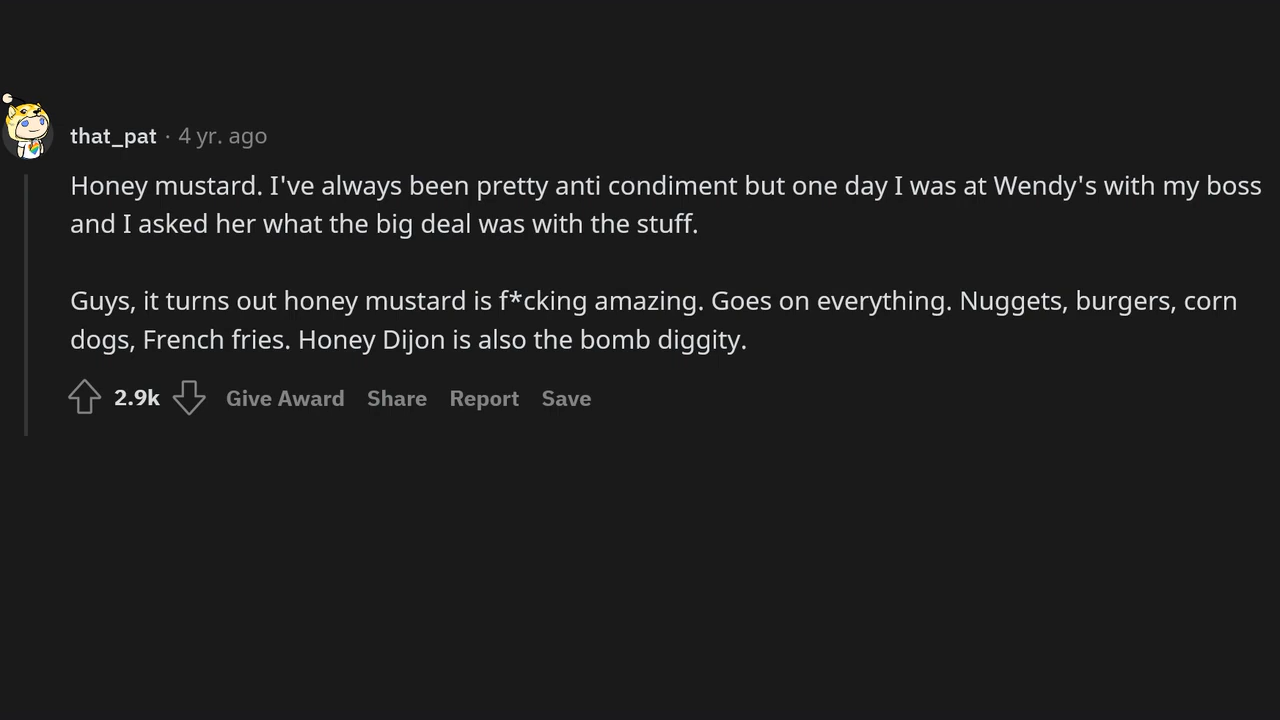 that_pat · 4 yr. ago
Honey mustard. I've always been pretty anti condiment but one day I was at Wendy's with my boss
and I asked her what the big deal was with the stuff.
Guys, it turns out honey mustard is f*cking amazing. Goes on everything. Nuggets, burgers, corn
dogs, French fries. Honey Dijon is also the bomb diggity.
2.9k Give Award Share Report Save